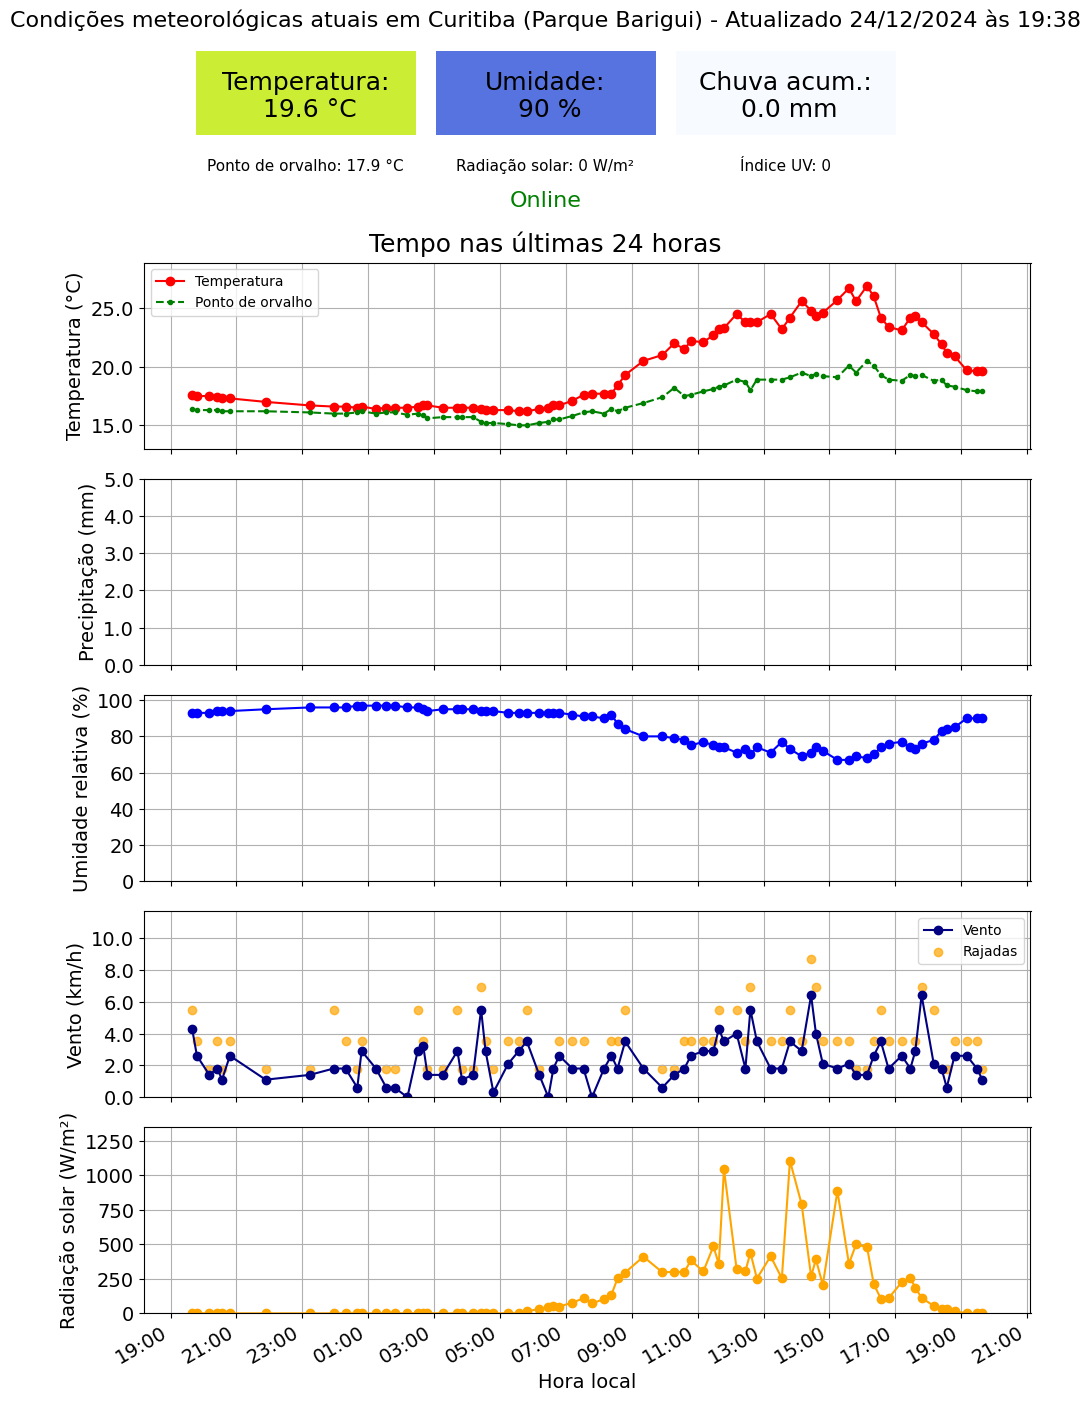 Condições meteorológicas atuais em Curitiba (Parque Barigui) - Atualizado 24/12/2024 às 19:38
Temperatura:
19.6 °C
Umidade:
90 %
Chuva acum.:
0.0 mm
Ponto de orvalho: 17.9 °C
Radiação solar: 0 W/m²
Índice UV: 0
Online
Tempo nas últimas 24 horas
Temperatura (°C)
25.0
20.0
15.0
Temperatura
Ponto de orvalho
Precipitação (mm)
5.0
4.0
3.0
2.0
1.0
0.0
Umidade relativa (%)
100
80
60
40
20
0
Vento (km/h)
10.0
8.0
6.0
4.0
2.0
0.0
Vento
Rajadas
Radiação solar (W/m²)
1250
1000
750
500
250
0
19:00
21:00
23:00
01:00
03:00
05:00
07:00
09:00
11:00
13:00
15:00
17:00
19:00
21:00
Hora local